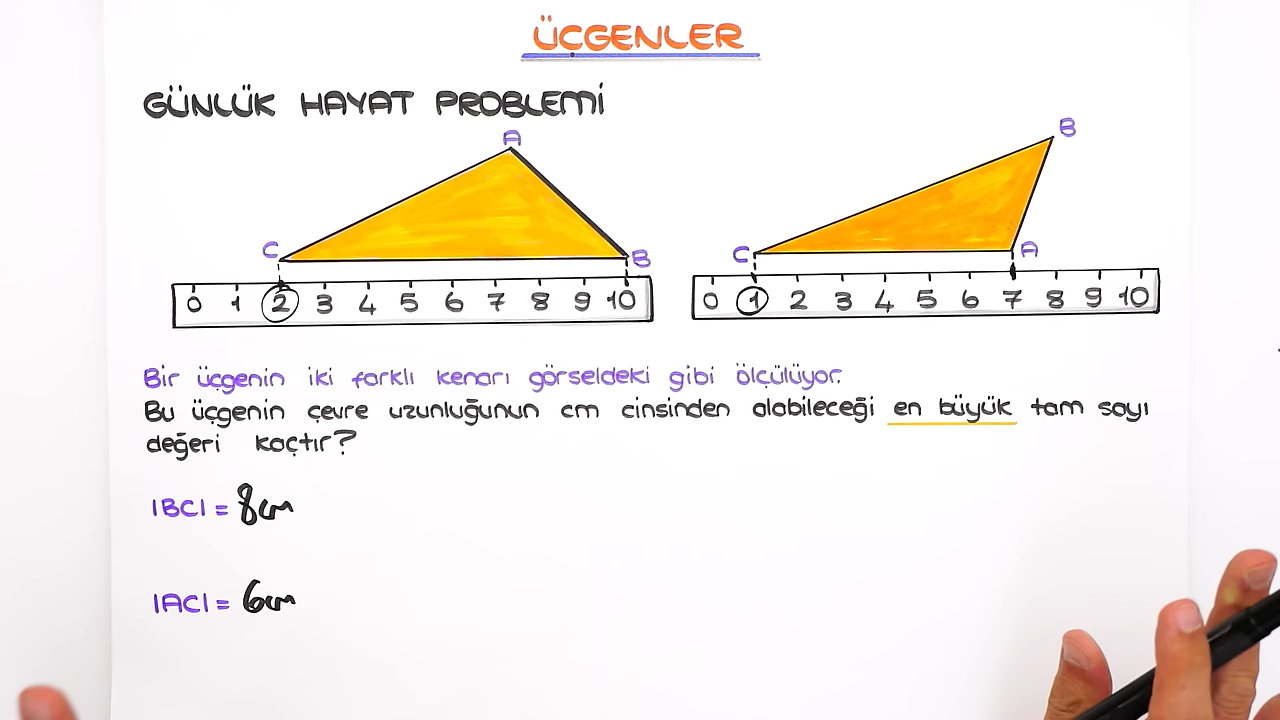 ÜÇGENLER
GÜNLÜK HAYAT PROBLEMİ
A
C
B
0 1 2 3 4 5 6 7 8 9 10
B
C
A
0 1 2 3 4 5 6 7 8 9 10
Bir üçgenin iki farklı kenarı görseldeki gibi ölçülüyor.
Bu üçgenin çevre uzunluğunun cm cinsinden alabileceği en büyük tam sayı
değeri kaçtır?
|BC| = 8cm
|AC| = 6cm